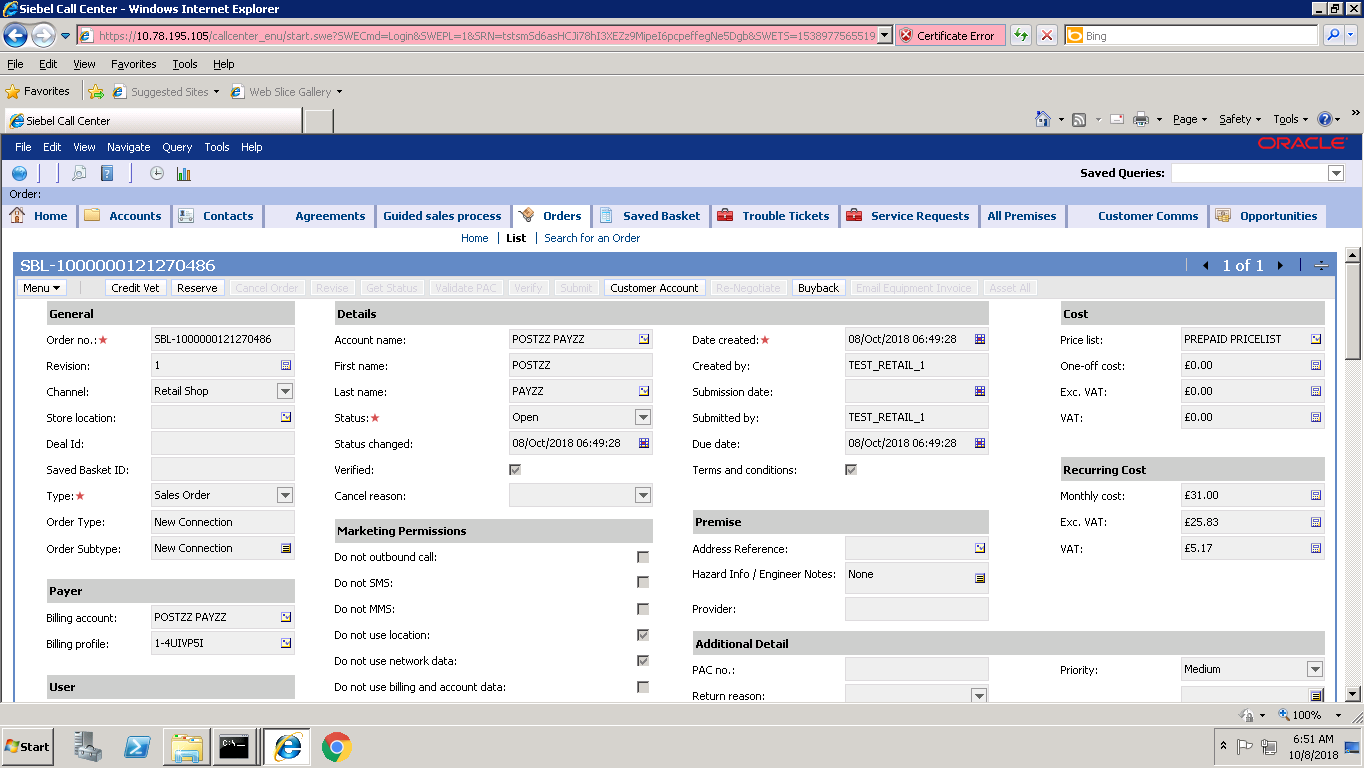 Siebel Call Center - Windows Internet Explorer
https://10.78.195.105/callcenter_enu/start.swe?SWECmd=Login&SWEPL=1&SRN=tstsmSd6asHCJi78hI3XEZz9MipeI6pcpeffegNe5Dgb&SWETS=1538977565519 Certificate Error Bing
File Edit View Favorites Tools Help
Favorites Suggested Sites Web Slice Gallery
Siebel Call Center Page Safety Tools
File Edit View Navigate Query Tools Help ORACLE
Saved Queries:
Order:
Home Accounts Contacts Agreements Guided sales process Orders Saved Basket Trouble Tickets Service Requests All Premises Customer Comms Opportunities
Home List Search for an Order
SBL-1000000121270486 1 of 1
Menu Credit Vet Reserve Cancel Order Revise Get Status Validate PAC Verify Submit Customer Account Re-Negotiate Buyback Email Equipment Invoice Asset All
General Details Cost
Order no.: SBL-1000000121270486 Account name: POSTZZ PAYZZ Date created: 08/Oct/2018 06:49:28 Price list: PREPAID PRICELIST
Revision: 1 First name: POSTZZ Created by: TEST_RETAIL_1 One-off cost: £0.00
Channel: Retail Shop Last name: PAYZZ Submission date: Exc. VAT: £0.00
Store location: Status: Open Submitted by: TEST_RETAIL_1 VAT: £0.00
Deal Id: Status changed: 08/Oct/2018 06:49:28 Due date: 08/Oct/2018 06:49:28
Saved Basket ID: Verified: Terms and conditions: Recurring Cost
Type: Sales Order Cancel reason: Monthly cost: £31.00
Order Type: New Connection Marketing Permissions Premise Exc. VAT: £25.83
Order Subtype: New Connection Do not outbound call: Address Reference: VAT: £5.17
Do not SMS: Hazard Info / Engineer Notes: None
Payer
Billing account: POSTZZ PAYZZ Do not MMS: Provider:
Billing profile: 1-4UIVP5I Do not use location: Additional Detail
Do not use network data: PAC no.: Priority: Medium
User Do not use billing and account data: Return reason:
100%
Start 6:51 AM
10/8/2018